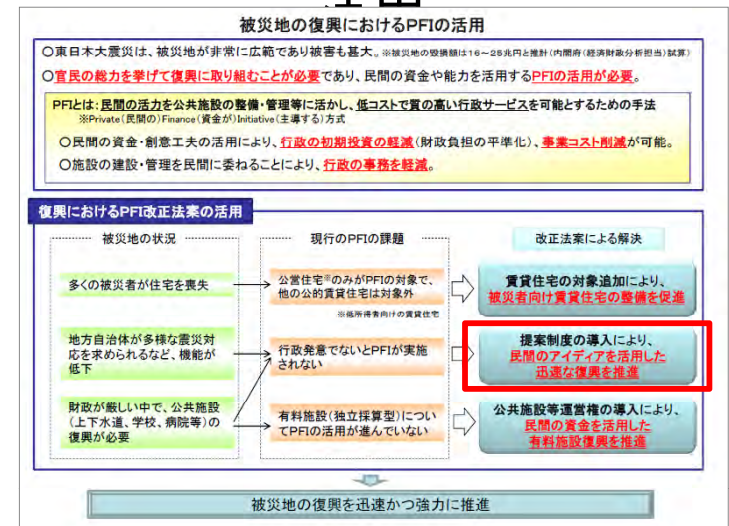 被災地の復興におけるPFIの活用
○東日本大震災は、被災地が非常に広範であり被害も甚大。※被災地の毀損額は16～25兆円と推計(内閣府(経済財政分析担当)試算)
○官民の総力を挙げて復興に取り組むことが必要であり、民間の資金や能力を活用するPFIの活用が必要。
PFIとは:民間の活力を公共施設の整備・管理等に活かし、低コストで質の高い行政サービスを可能とするための手法
※Private(民間の)Finance(資金が)Initiative(主導する)方式
○民間の資金・創意工夫の活用により、行政の初期投資の軽減(財政負担の平準化)、事業コスト削減が可能。
○施設の建設・管理を民間に委ねることにより、行政の事務を軽減。
復興におけるPFI改正法案の活用
被災地の状況
現行のPFIの課題
改正法案による解決
多くの被災者が住宅を喪失
公営住宅※のみがPFIの対象で、
他の公的賃貸住宅は対象外
※低所得者向けの賃貸住宅
賃貸住宅の対象追加により、
被災者向け賃貸住宅の整備を促進
地方自治体が多様な震災対
応を求められるなど、機能が
低下
行政発意でないとPFIが実施
されない
提案制度の導入により、
民間のアイディアを活用した
迅速な復興を推進
財政が厳しい中で、公共施設
(上下水道、学校、病院等)の
復興が必要
有料施設(独立採算型)につい
てPFIの活用が進んでいない
公共施設等運営権の導入により、
民間の資金を活用した
有料施設復興を推進
被災地の復興を迅速かつ強力に推進